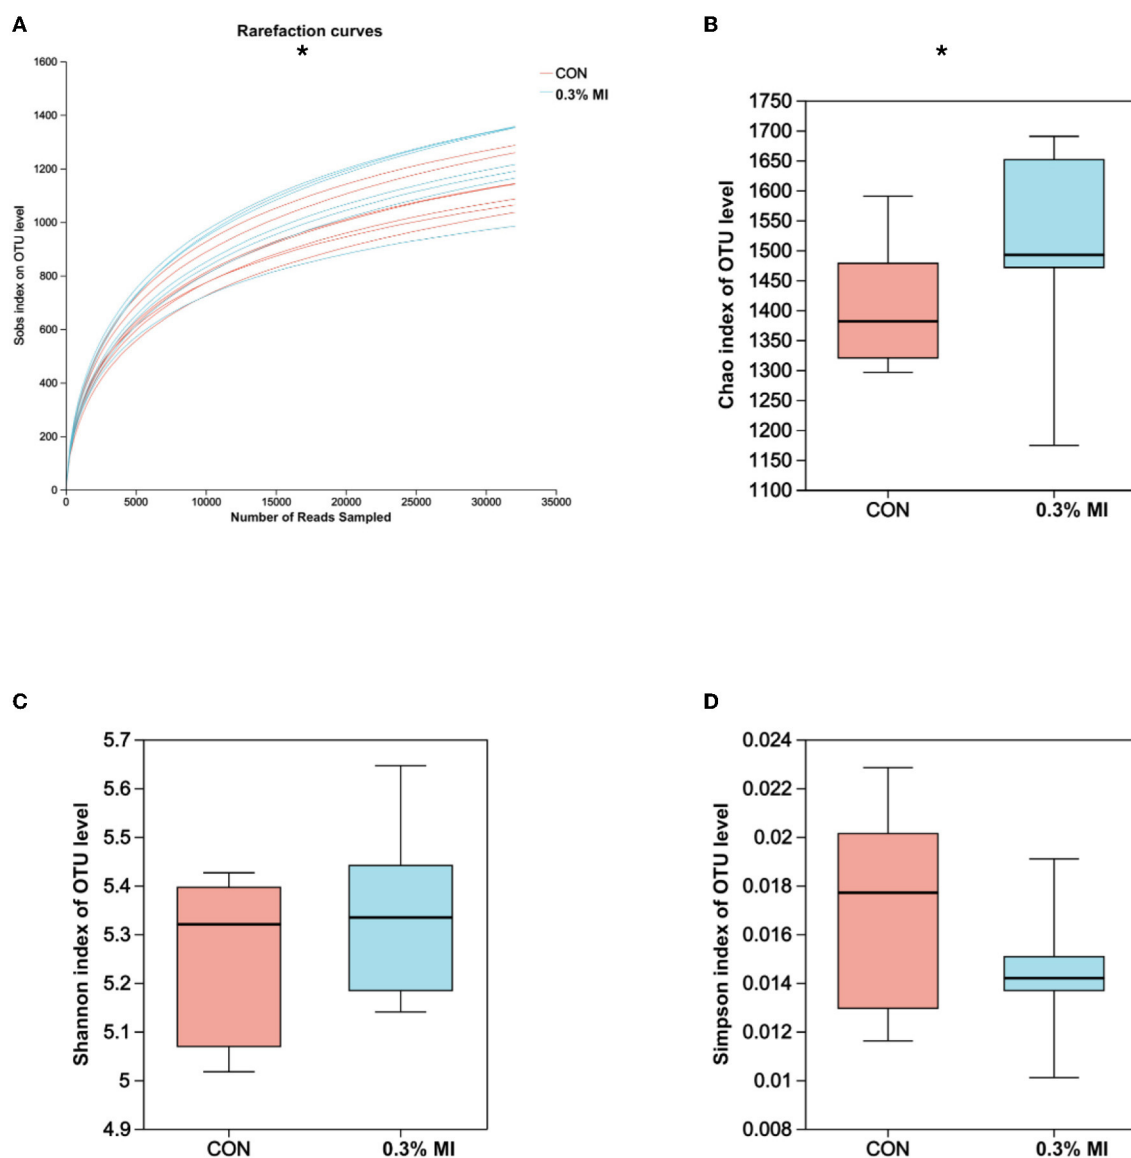 A
Rarefaction curves
*
Sobs index on OTU level
1600
1400
1200
1000
800
600
400
200
0
0 5000 10000 15000 20000 25000 30000 35000
Number of Reads Sampled
CON
0.3% MI
B
*
Chao index of OTU level
1750
1700
1650
1600
1550
1500
1450
1400
1350
1300
1250
1200
1150
1100
CON 0.3% MI
C
Shannon index of OTU level
5.7
5.6
5.5
5.4
5.3
5.2
5.1
5
4.9
CON 0.3% MI
D
Simpson index of OTU level
0.024
0.022
0.02
0.018
0.016
0.014
0.012
0.01
0.008
CON 0.3% MI